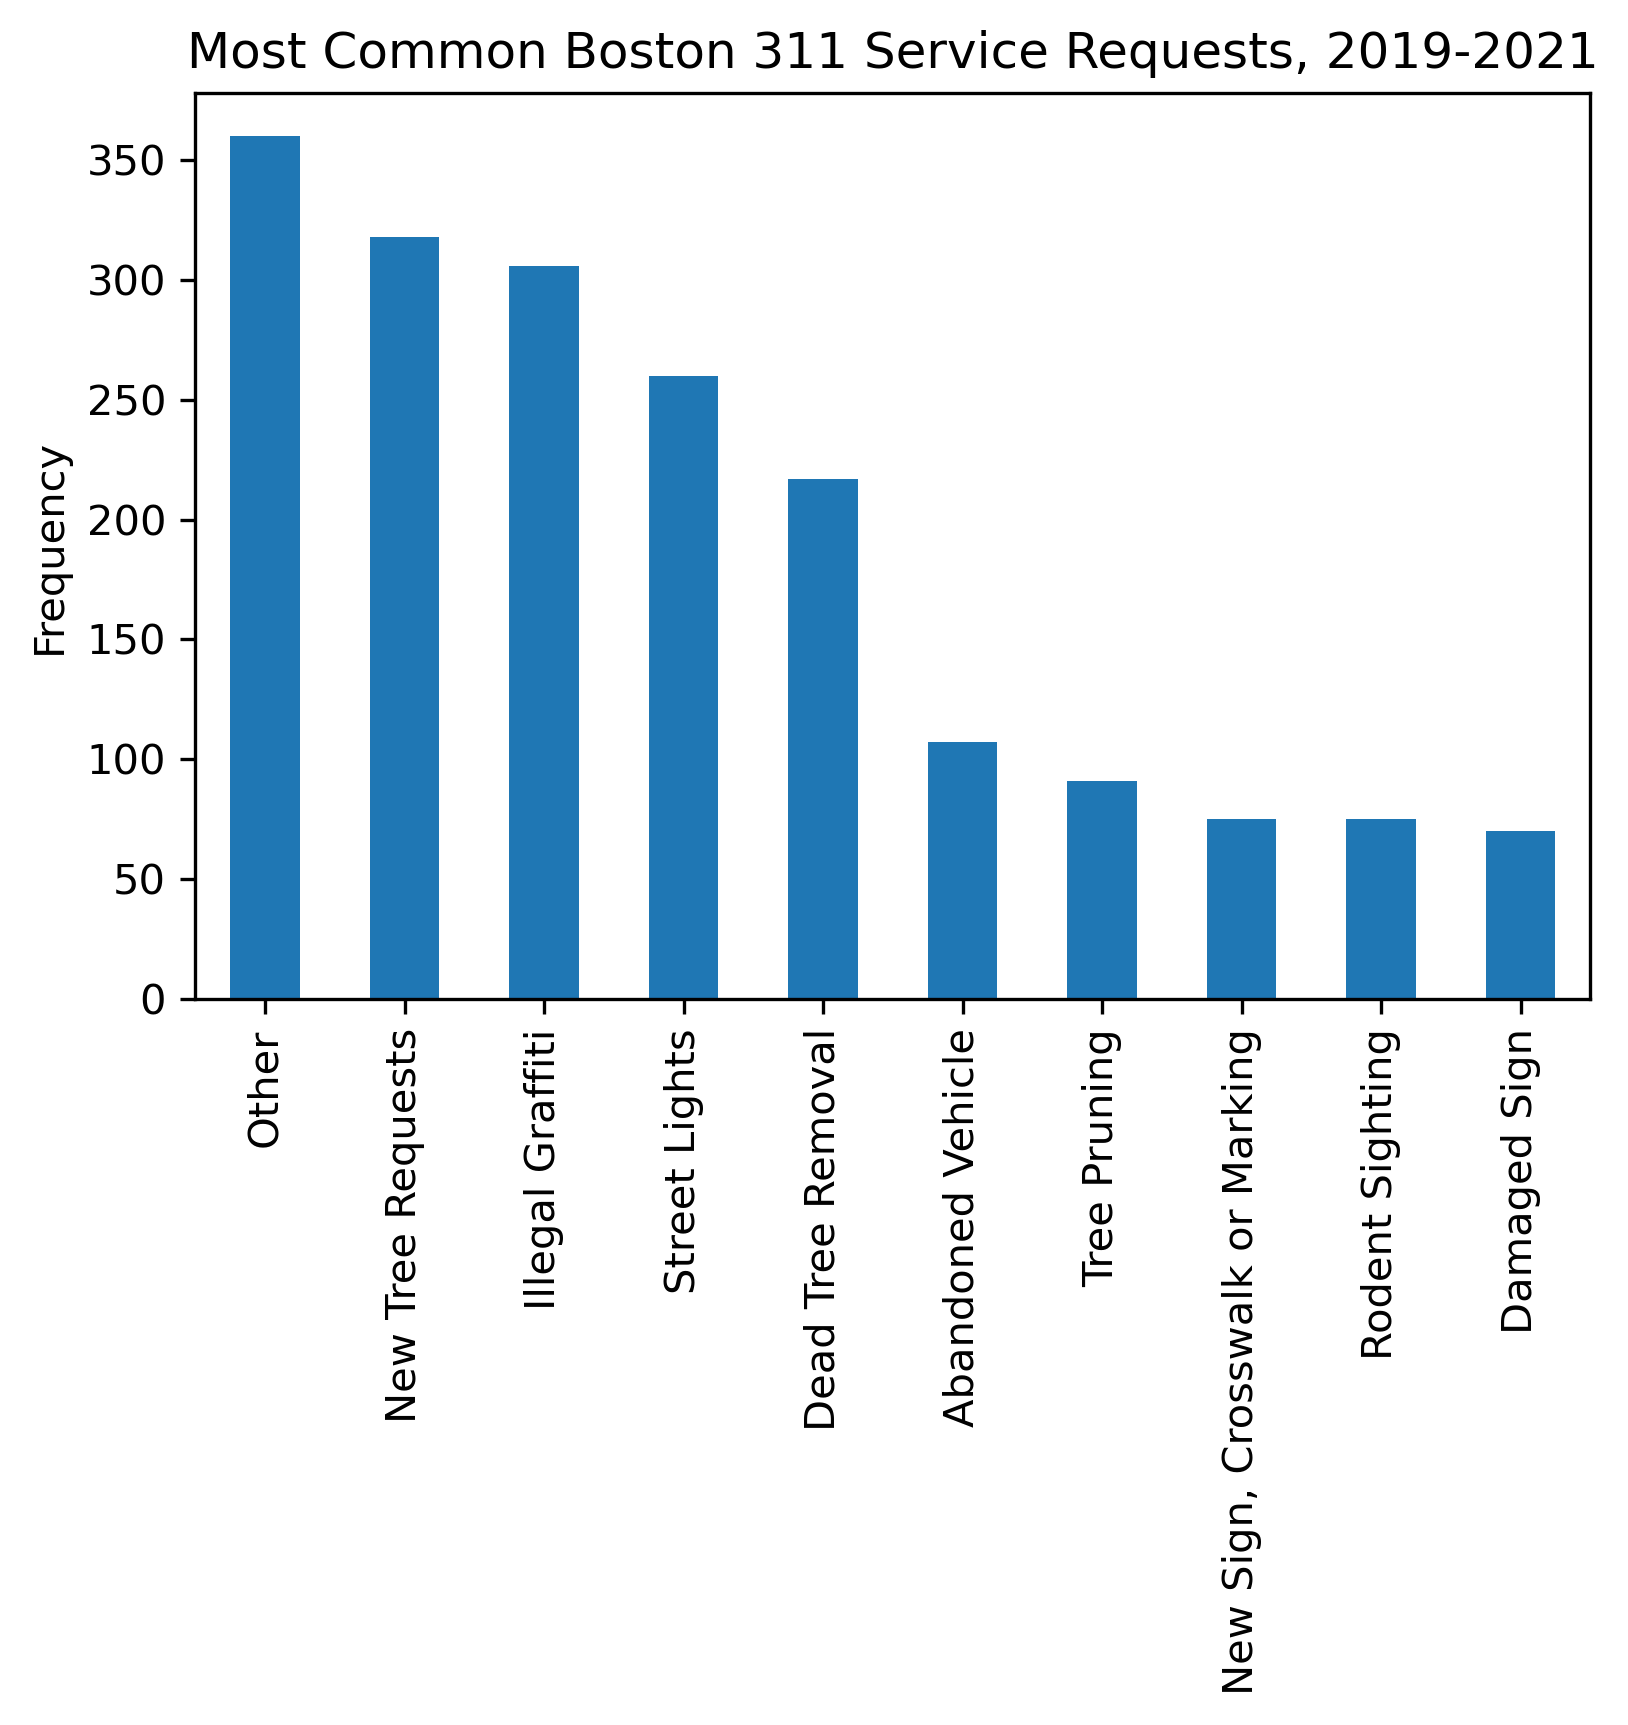 Most Common Boston 311 Service Requests, 2019-2021
Frequency
350
300
250
200
150
100
50
0
Other
New Tree Requests
Illegal Graffiti
Street Lights
Dead Tree Removal
Abandoned Vehicle
Tree Pruning
New Sign, Crosswalk or Marking
Rodent Sighting
Damaged Sign